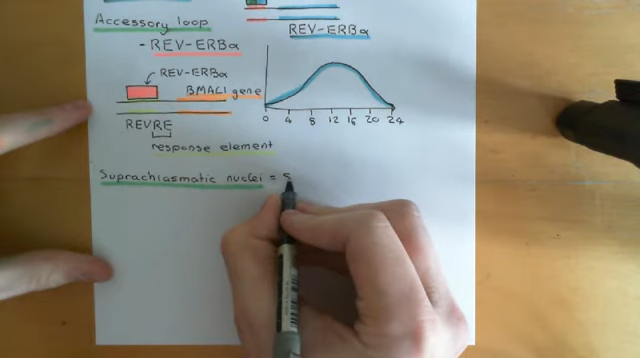 Accessory loop
REV-ERBα
- REV-ERBα
REV-ERBα
BMAL1 gene
REVRE
response element
0 4 8 12 16 20 24
Suprachiasmatic nuclei = s